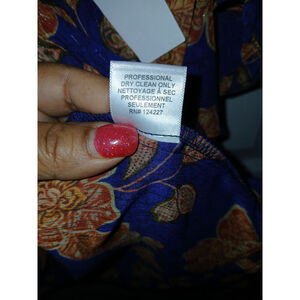 PROFESSIONAL
DRY CLEAN ONLY
NETTOYAGE À SEC
PROFESSIONNEL
SEULEMENT
RN# 124227